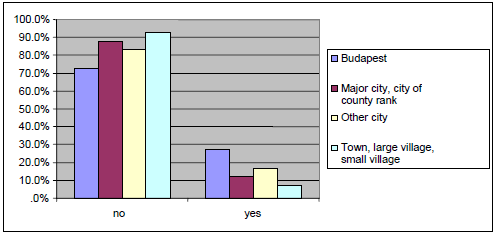 100.0%
90.0%
80.0%
70.0%
60.0%
50.0%
40.0%
30.0%
20.0%
10.0%
.0%
no
yes
Budapest
Major city, city of
county rank
Other city
Town, large village,
small village